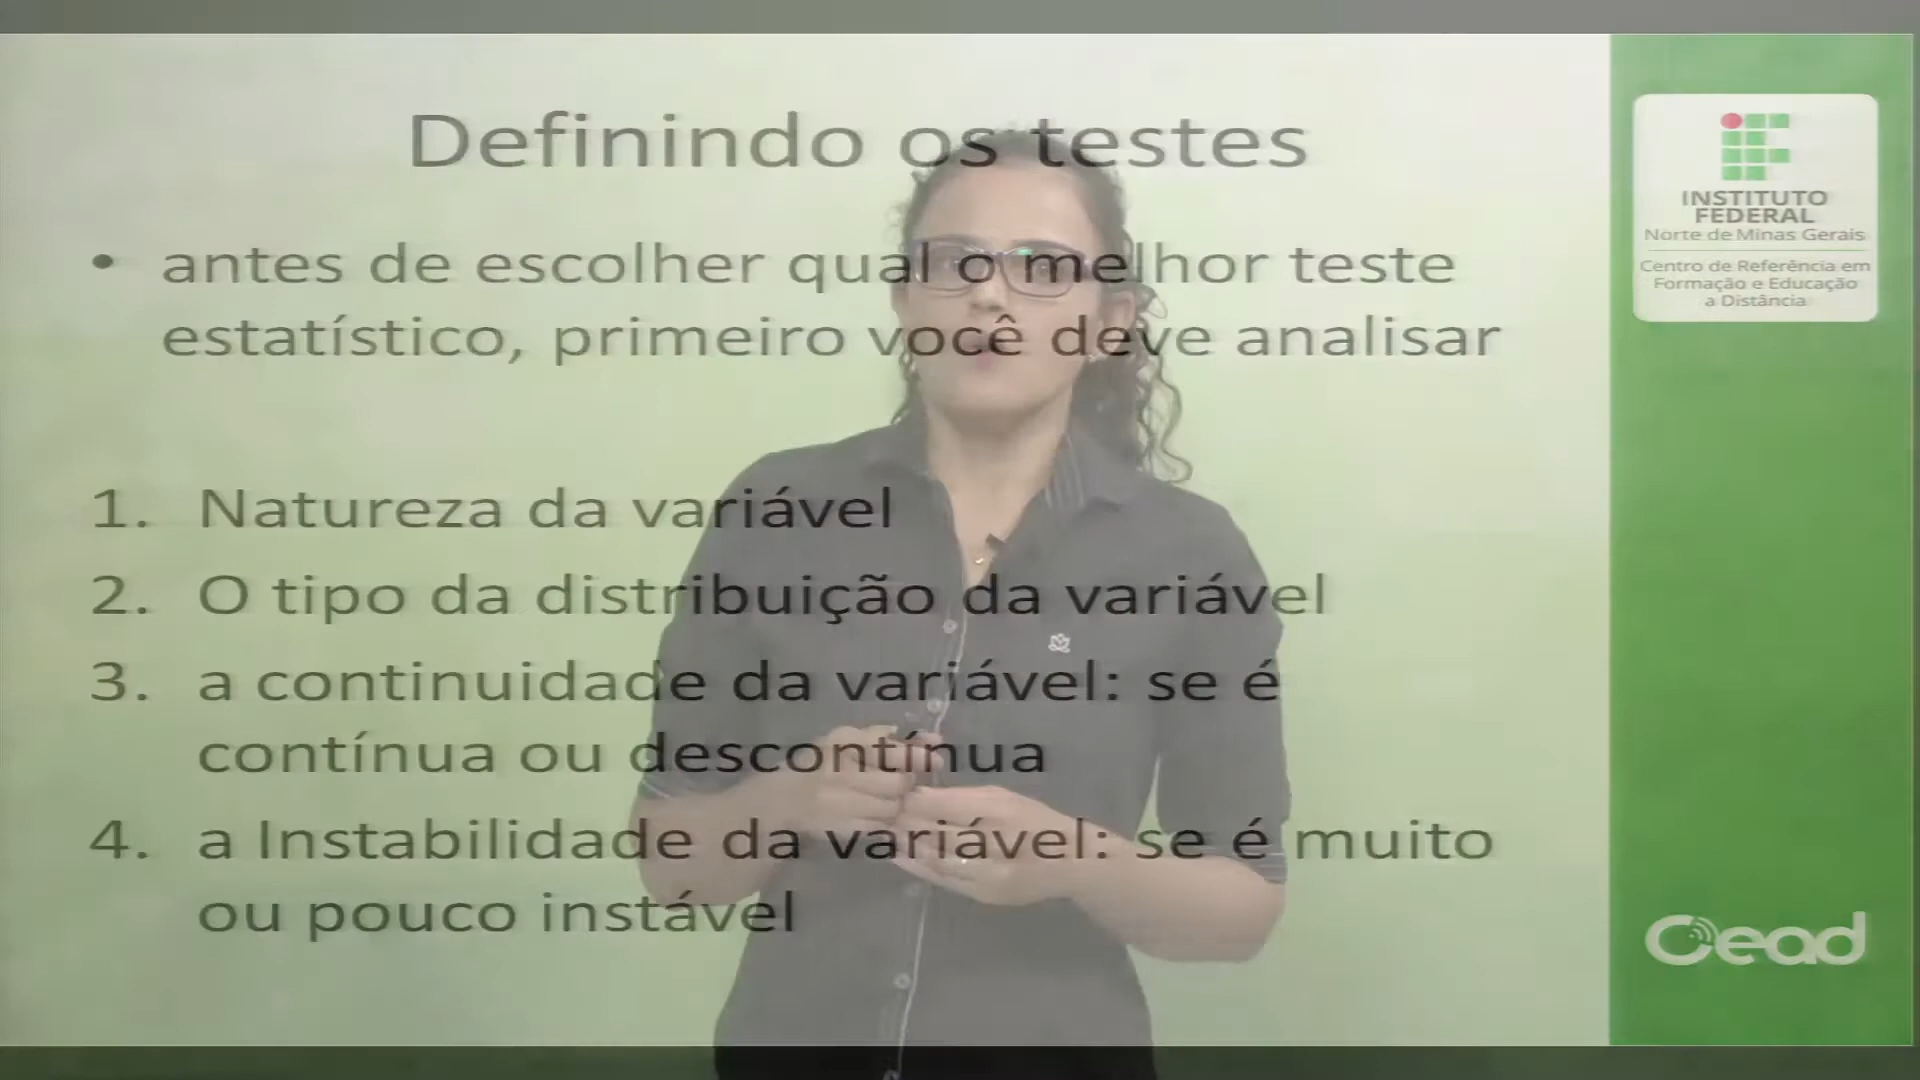 Definindo os testes
• antes de escolher qual o melhor teste
estatístico, primeiro você deve analisar
1. Natureza da variável
2. O tipo da distribuição da variável
3. a continuidade da variável: se é
contínua ou descontínua
4. a Instabilidade da variável: se é muito
ou pouco instável
INSTITUTO
FEDERAL
Norte de Minas Gerais
Centro de Referência em
Formação e Educação
a Distância
Cead